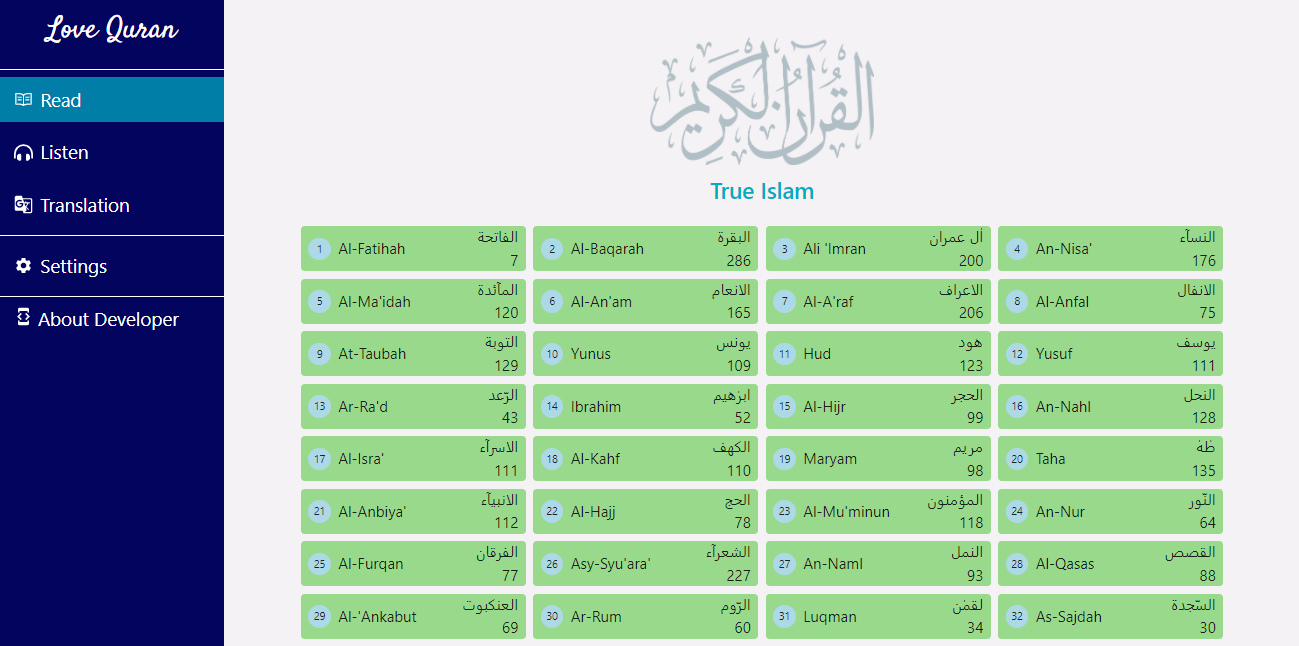 Love Quran
Read
Listen
Translation
Settings
About Developer
القرآن الكريم
True Islam
1 Al-Fatihah الفاتحة 7
2 Al-Baqarah البقرة 286
3 Ali 'Imran اٰل عمران 200
4 An-Nisa' النساۤء 176
5 Al-Ma'idah الماۤئدة 120
6 Al-An'am الانعام 165
7 Al-A'raf الاعراف 206
8 Al-Anfal الانفال 75
9 At-Taubah التوبة 129
10 Yunus يونس 109
11 Hud هود 123
12 Yusuf يوسف 111
13 Ar-Ra'd الرّعد 43
14 Ibrahim ابرٰهيم 52
15 Al-Hijr الحجر 99
16 An-Nahl النحل 128
17 Al-Isra' الاسراۤء 111
18 Al-Kahf الكهف 110
19 Maryam مريم 98
20 Taha طٰهٰ 135
21 Al-Anbiya' الانبياۤء 112
22 Al-Hajj الحج 78
23 Al-Mu'minun المؤمنون 118
24 An-Nur النّور 64
25 Al-Furqan الفرقان 77
26 Asy-Syu'ara' الشعراۤء 227
27 An-Naml النمل 93
28 Al-Qasas القصص 88
29 Al-'Ankabut العنكبوت 69
30 Ar-Rum الرّوم 60
31 Luqman لقمٰن 34
32 As-Sajdah السّجدة 30